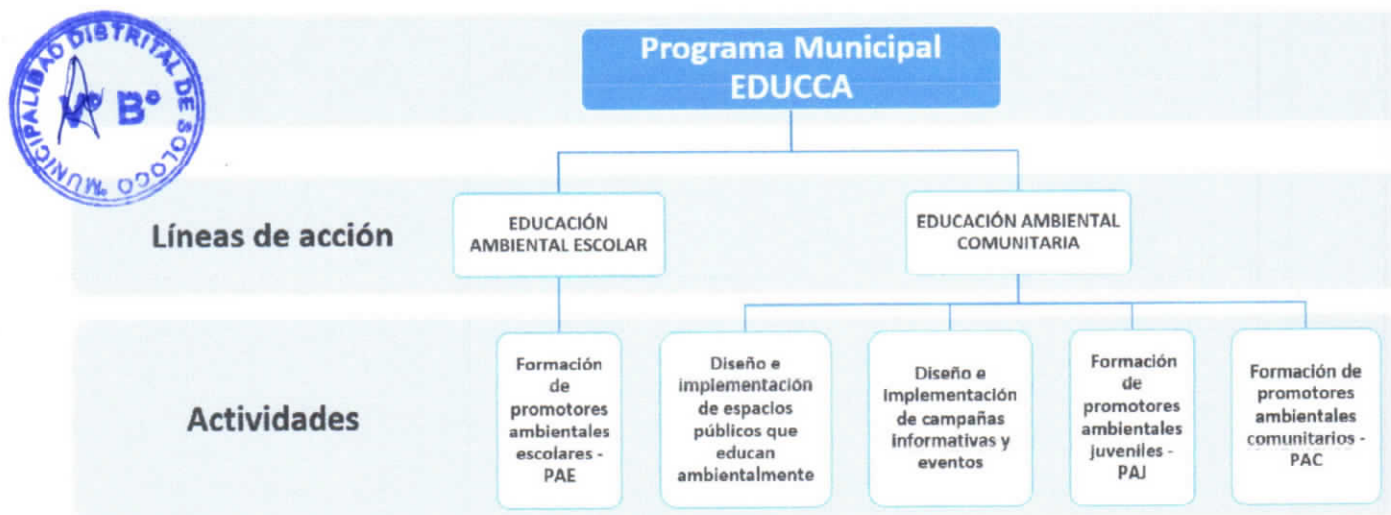 MUNICIPALIDAD DISTRITAL DE SOLOCO
V° B°
Programa Municipal
EDUCCA
Líneas de acción
EDUCACIÓN
AMBIENTAL ESCOLAR
EDUCACIÓN AMBIENTAL
COMUNITARIA
Actividades
Formación
de
promotores
ambientales
escolares -
PAE
Diseño e
implementación
de espacios
públicos que
educan
ambientalmente
Diseño e
implementación
de campañas
informativas y
eventos
Formación
de
promotores
ambientales
juveniles -
PAJ
Formación de
promotores
ambientales
comunitarios -
PAC